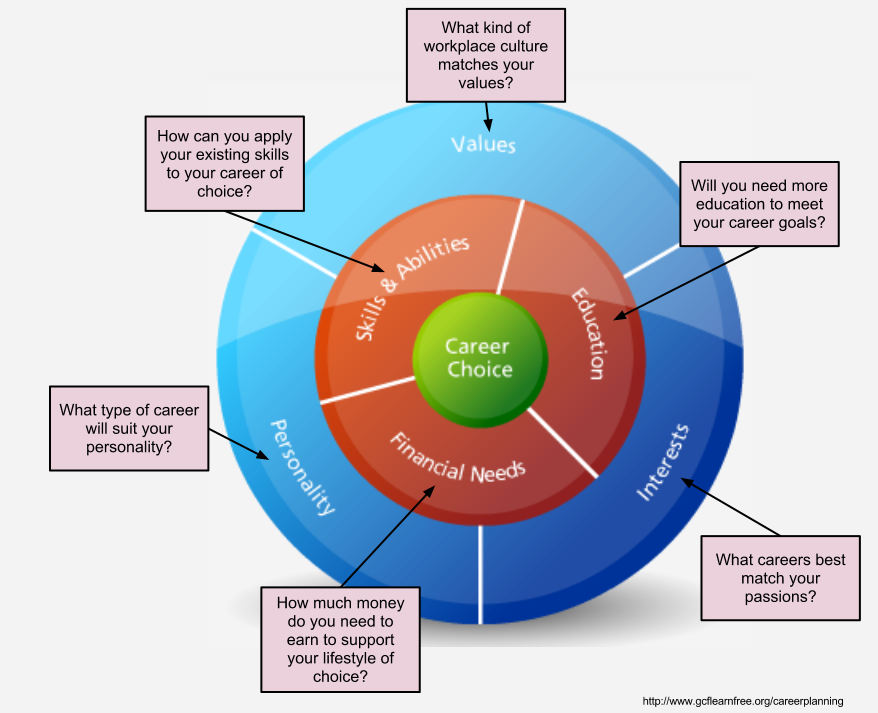 What kind of
workplace culture
matches your
values?
Values
How can you apply
your existing skills
to your career of
choice?
Will you need more
education to meet
your career goals?
Skills & Abilities
Education
Career
Choice
What type of career
will suit your
personality?
Personality
Financial Needs
Interests
What careers best
match your
passions?
How much money
do you need to
earn to support
your lifestyle of
choice?
http://www.gcflearnfree.org/careerplanning